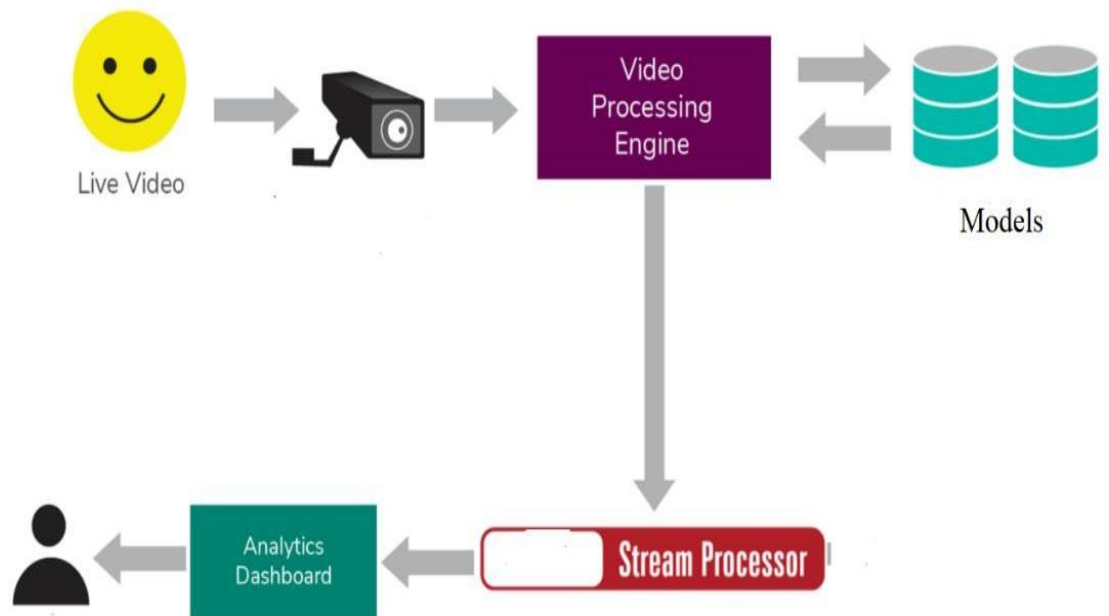 Live Video
Video
Processing
Engine
Models
Analytics
Dashboard
Stream Processor